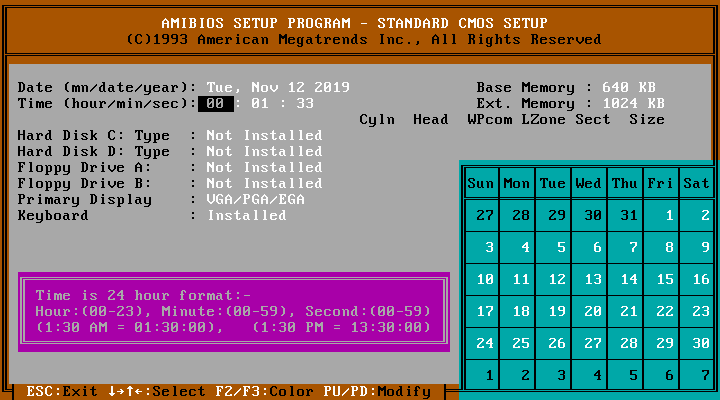 AMIBIOS SETUP PROGRAM - STANDARD CMOS SETUP
(C)1993 American Megatrends Inc., All Rights Reserved
Date (mn/date/year): Tue, Nov 12 2019 Base Memory : 640 KB
Time (hour/min/sec): 00 : 01 : 33 Ext. Memory : 1024 KB
Cyln Head WPcom LZone Sect Size
Hard Disk C: Type : Not Installed
Hard Disk D: Type : Not Installed
Floppy Drive A: : Not Installed
Floppy Drive B: : Not Installed
Primary Display : VGA/PGA/EGA
Keyboard : Installed
Sun Mon Tue Wed Thu Fri Sat
27 28 29 30 31 1 2
3 4 5 6 7 8 9
10 11 12 13 14 15 16
17 18 19 20 21 22 23
24 25 26 27 28 29 30
1 2 3 4 5 6 7
Time is 24 hour format:-
Hour:(00-23), Minute:(00-59), Second:(00-59)
(1:30 AM = 01:30:00), (1:30 PM = 13:30:00)
ESC:Exit ↓→↑←:Select F2/F3:Color PU/PD:Modify